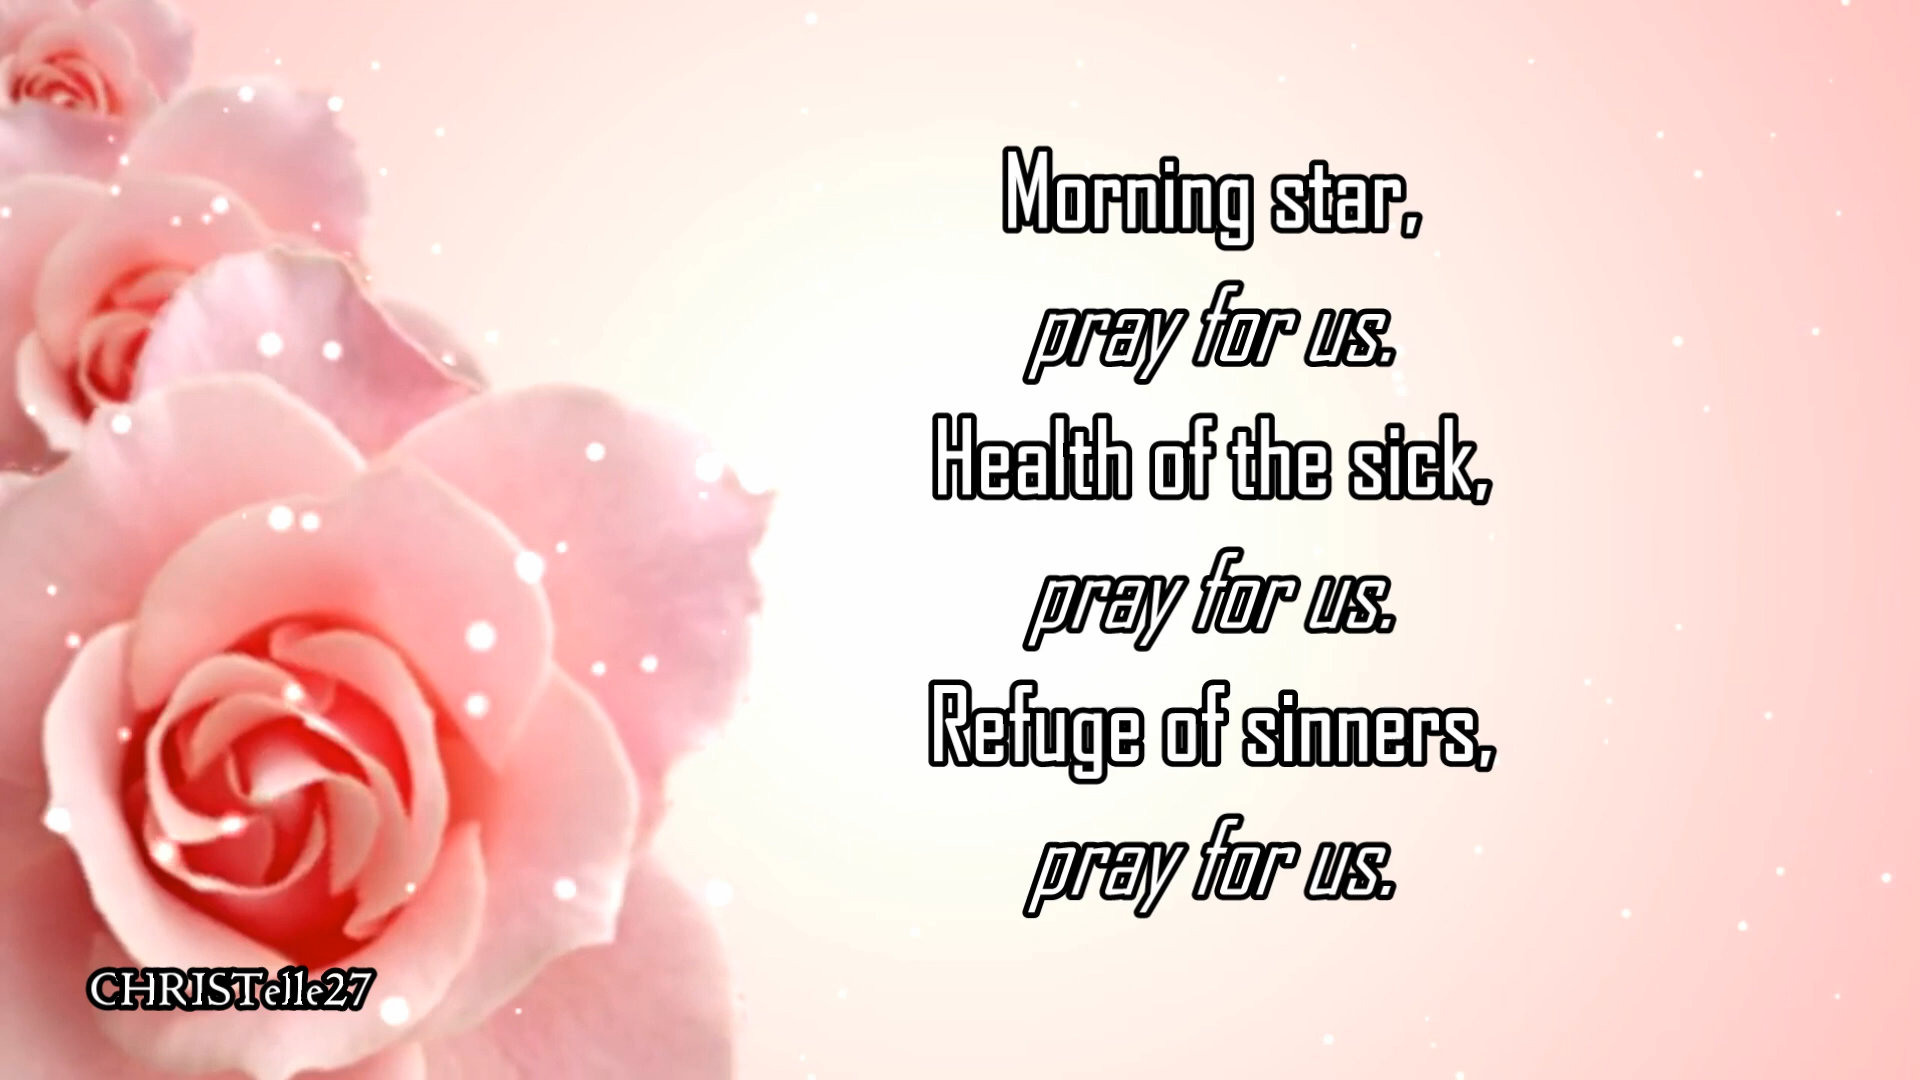 Morning star,
pray for us.
Health of the sick,
pray for us.
Refuge of sinners,
pray for us.
CHRISTelle27